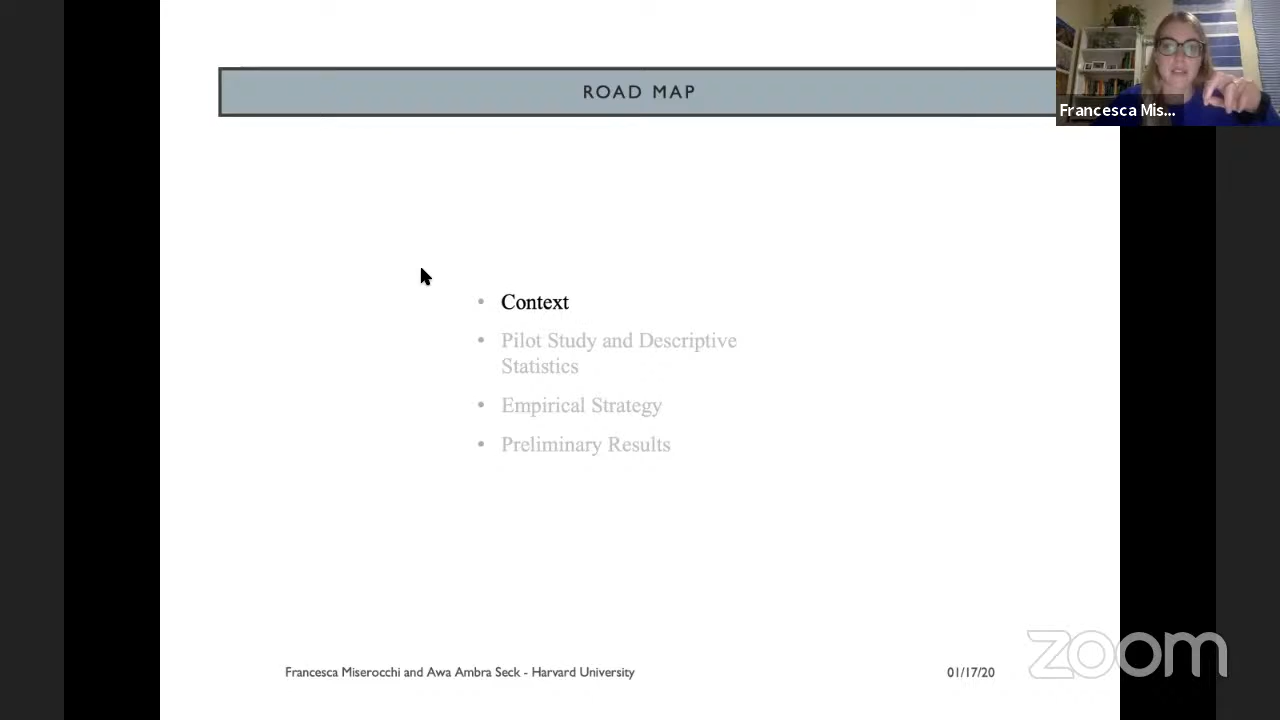 ROAD MAP
Francesca Mis...
• Context
• Pilot Study and Descriptive
Statistics
• Empirical Strategy
• Preliminary Results
Francesca Miserocchi and Awa Ambra Seck - Harvard University
01/17/20
zoom